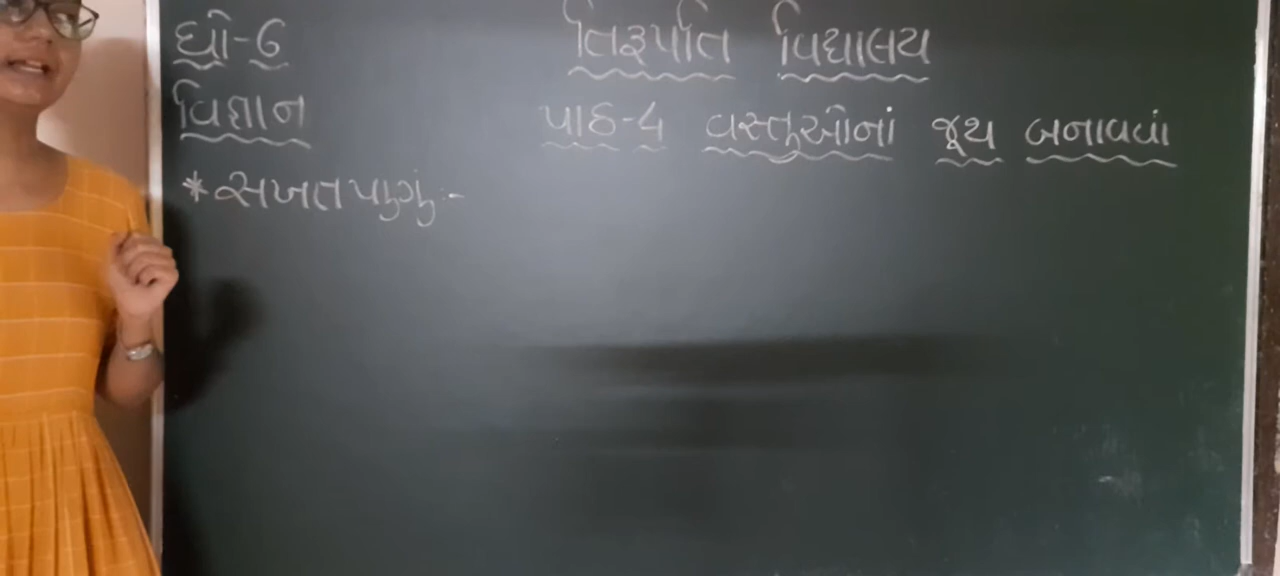 ધો-6 તિરૂપતિ વિદ્યાલય
વિજ્ઞાન પાઠ-4 વસ્તુઓનાં જૂથ બનાવવાં
* સખતપણું :-